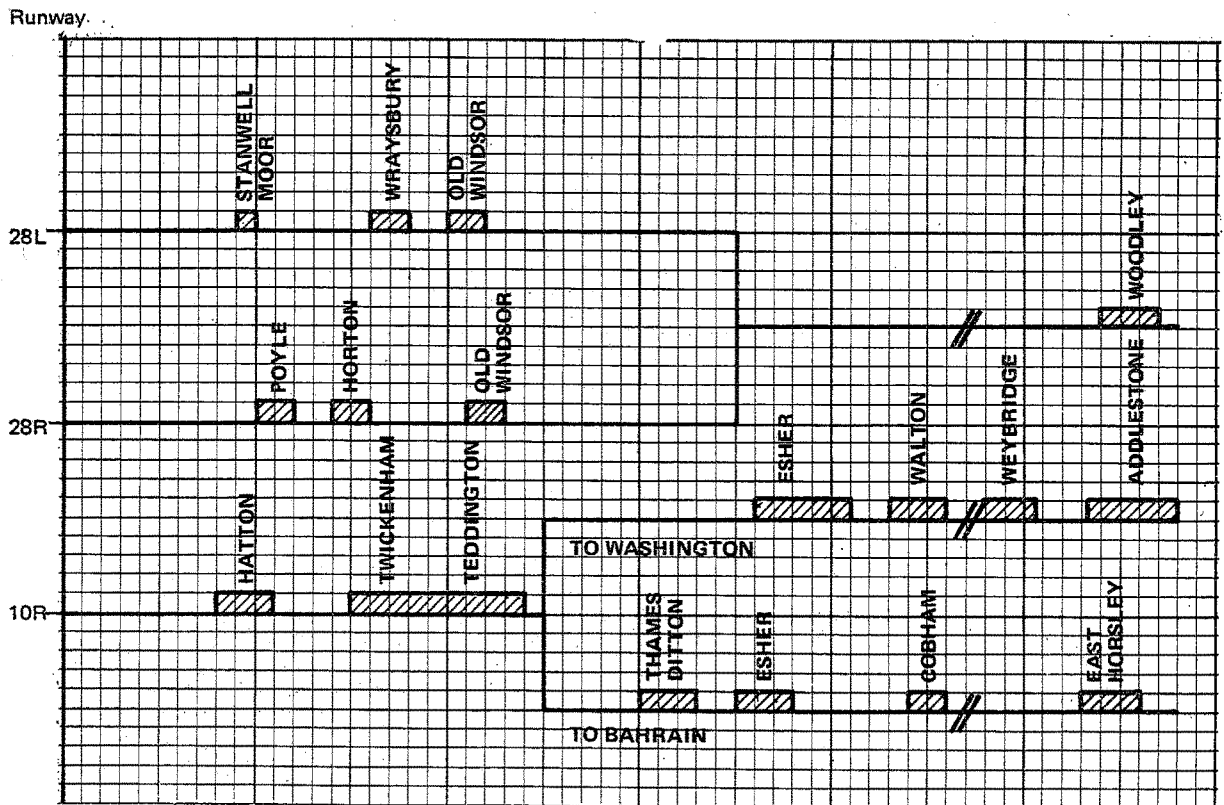 Runway
STANWELL
MOOR
WRAYSBURY
OLD
WINDSOR
28L
WOODLEY
POYLE
HORTON
OLD
WINDSOR
28R
ESHER
WALTON
WEYBRIDGE
ADDLESTONE
HATTON
TWICKENHAM
TEDDINGTON
TO WASHINGTON
10R
THAMES
DITTON
ESHER
COBHAM
EAST
HORSLEY
TO BAHRAIN